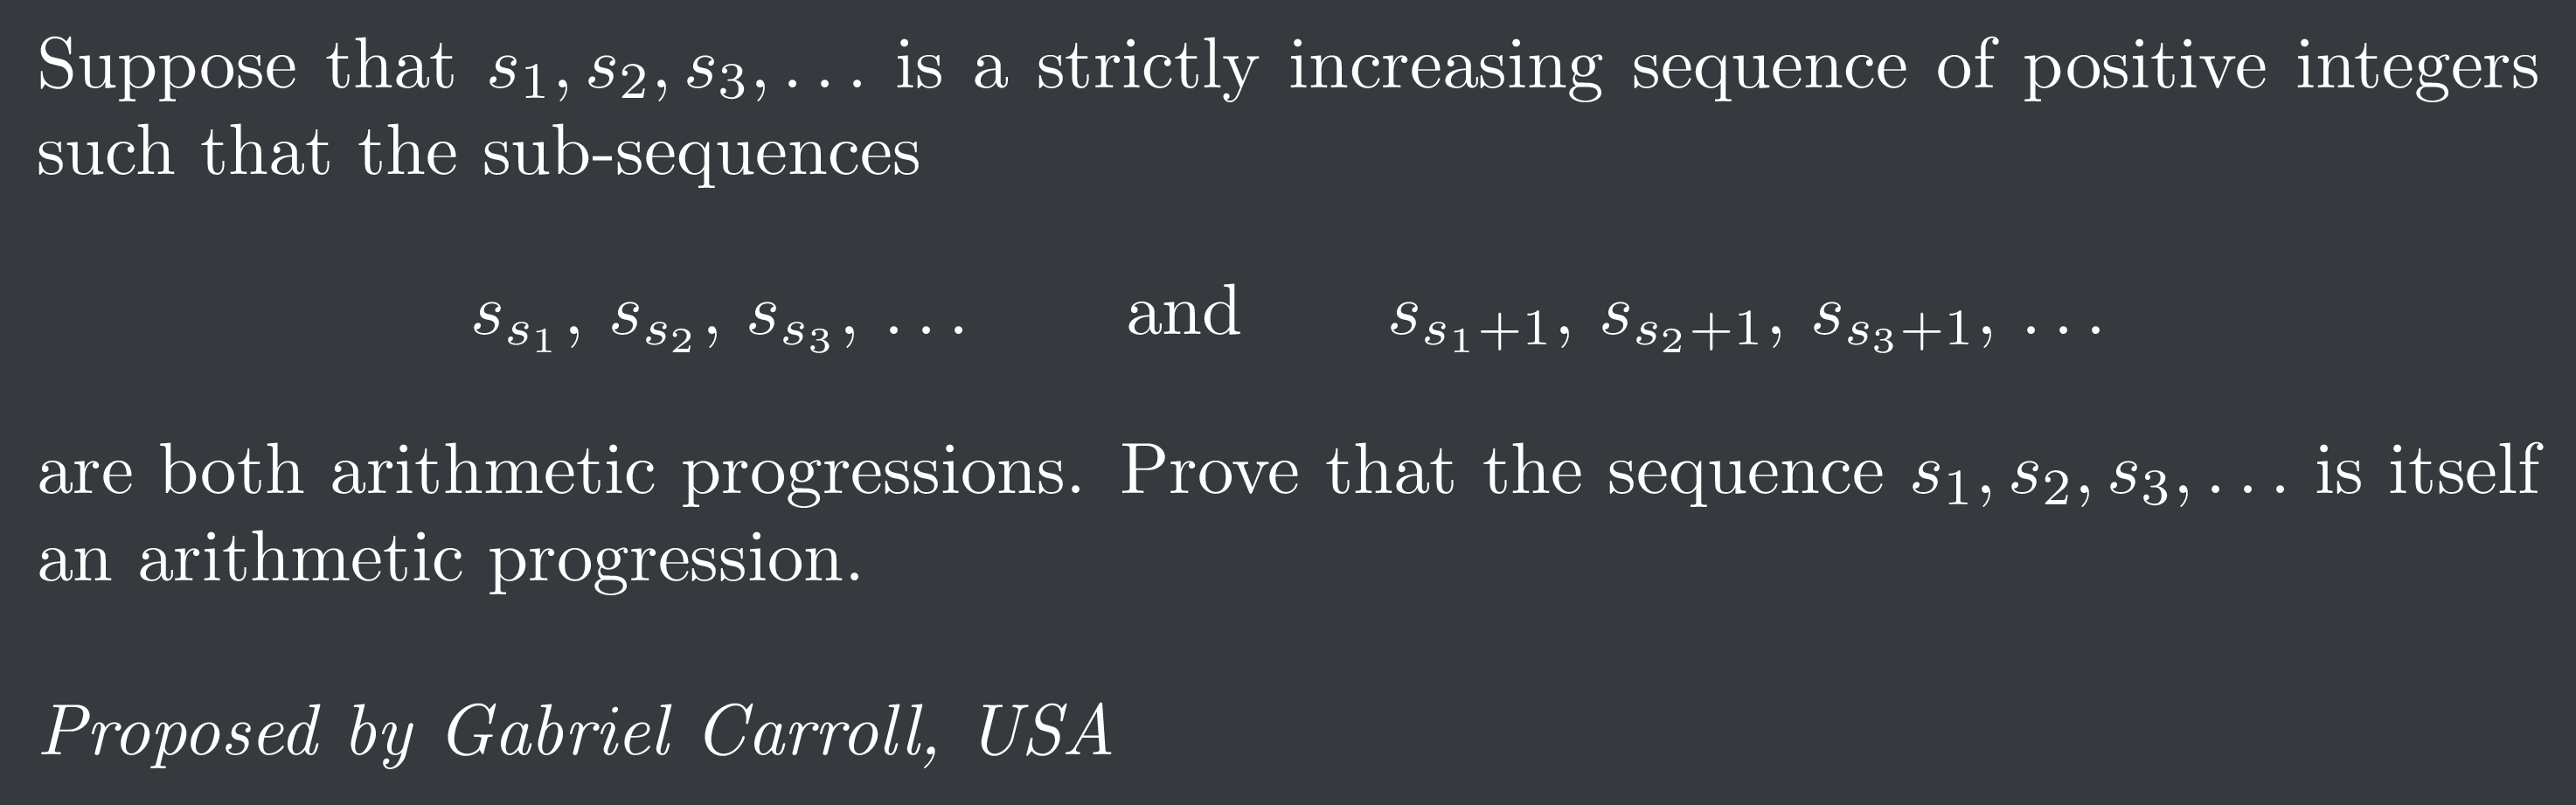 Suppose that $s_1, s_2, s_3, \ldots$ is a strictly increasing sequence of positive integers
such that the sub-sequences
$s_{s_1}, s_{s_2}, s_{s_3}, \ldots$ and $s_{s_1+1}, s_{s_2+1}, s_{s_3+1}, \ldots$
are both arithmetic progressions. Prove that the sequence $s_1, s_2, s_3, \ldots$ is itself
an arithmetic progression.
Proposed by Gabriel Carroll, USA